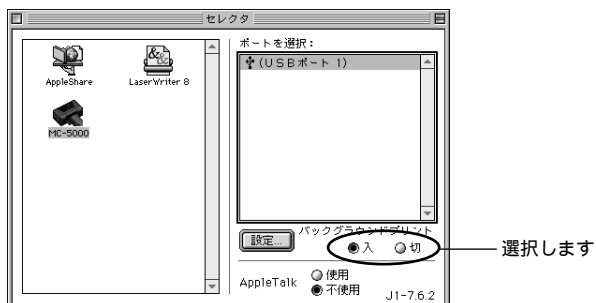 セレクタ
AppleShare
LaserWriter 8
MC-5000
ポートを選択：
(USBポート 1)
設定...
バックグラウンドプリント
入 切
選択します
AppleTalk
使用
不使用
J1-7.6.2